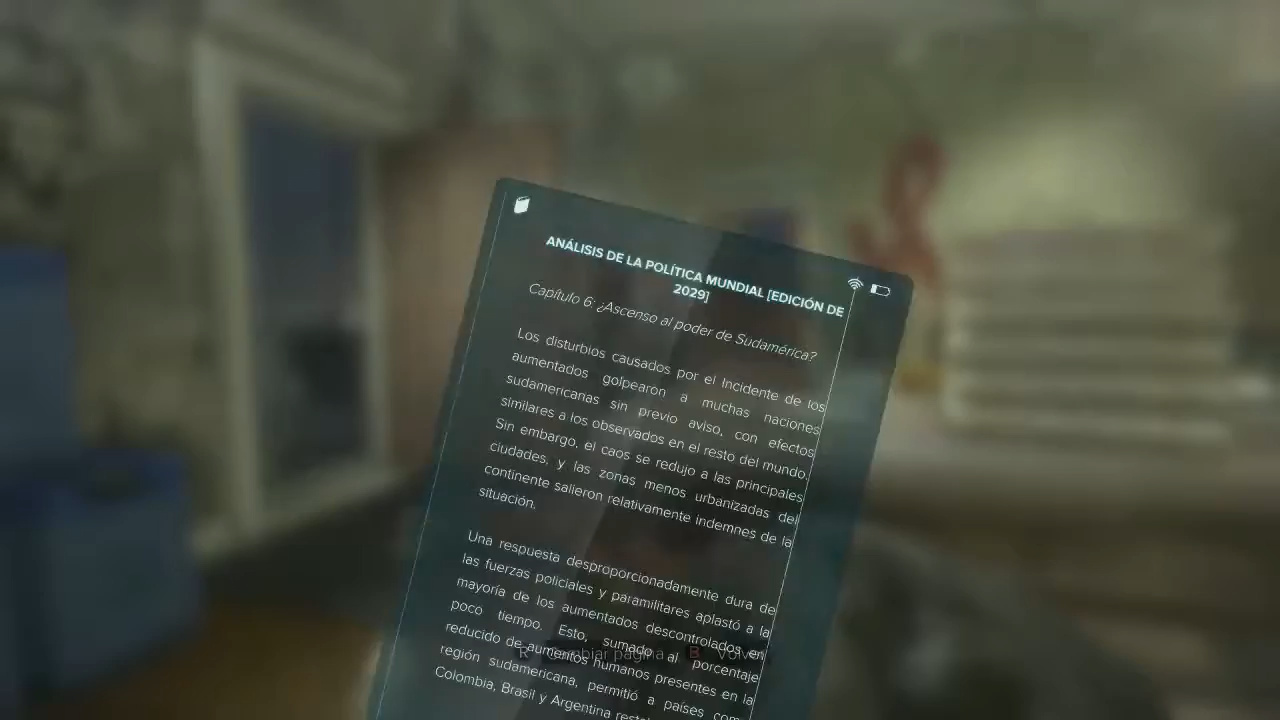 ANÁLISIS DE LA POLÍTICA MUNDIAL [EDICIÓN DE
2029]
Capítulo 6: ¿Ascenso al poder de Sudamérica?
Los disturbios causados por el Incidente de los
aumentados golpearon a muchas naciones
sudamericanas sin previo aviso, con efectos
similares a los observados en el resto del mundo.
Sin embargo, el caos se redujo a las principales
ciudades, y las zonas menos urbanizadas del
continente salieron relativamente indemnes de la
situación.
Una respuesta desproporcionadamente dura de
las fuerzas policiales y paramilitares aplastó a la
mayoría de los aumentados descontrolados en
poco tiempo. Esto, sumado al porcentaje
reducido de aumentos humanos presentes en la
región sudamericana, permitió a países com
Colombia, Brasil y Argentina
R Cambiar página B Volver